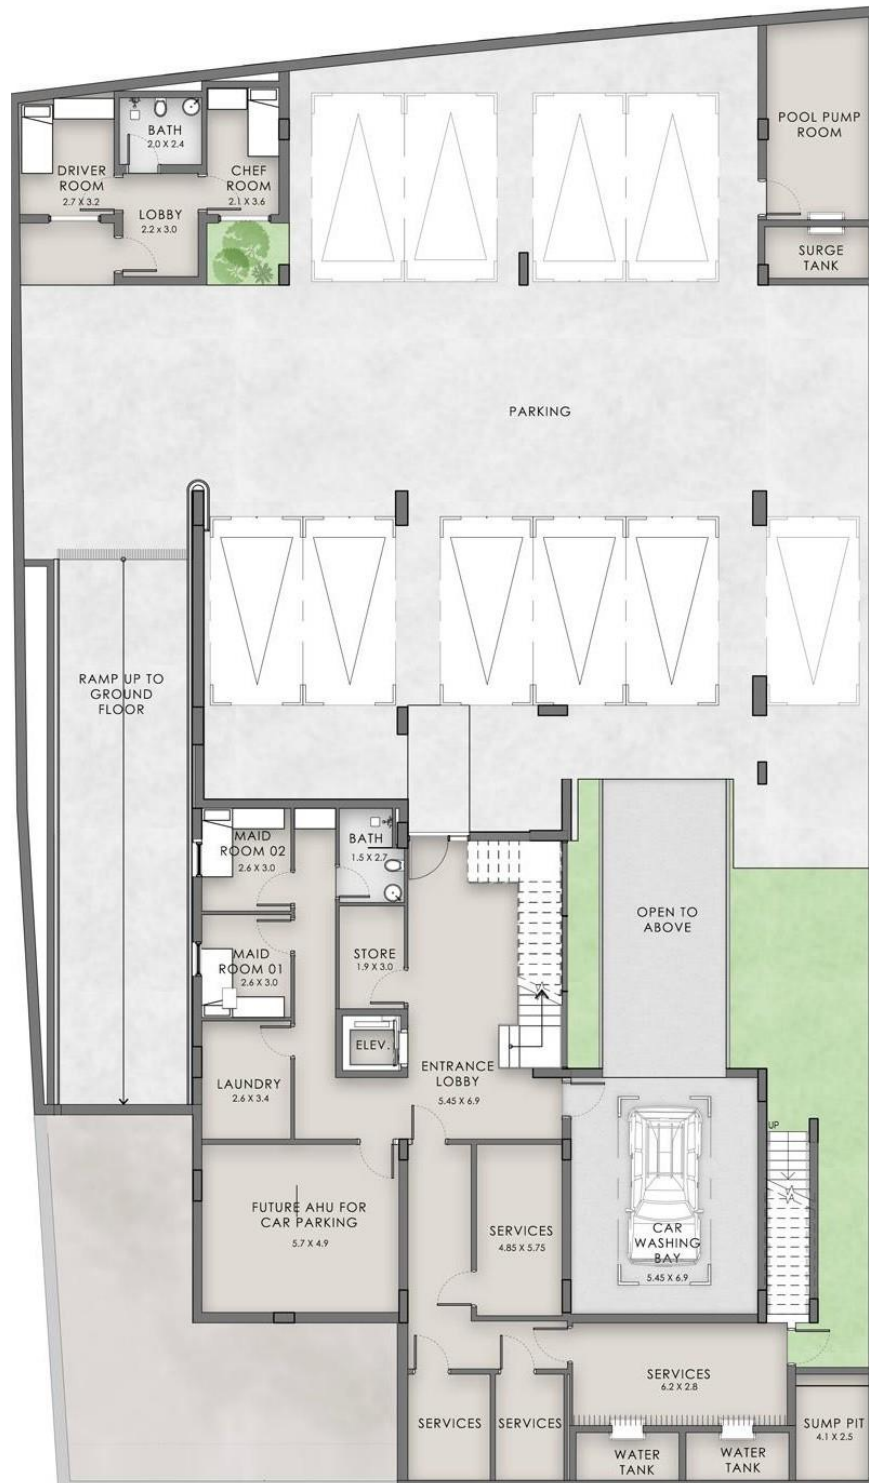 POOL PUMP
ROOM
BATH
2.0 X 2.4
DRIVER
ROOM
2.7 X 3.2
CHEF
ROOM
2.1 X 3.6
LOBBY
2.2 x 3.0
SURGE
TANK
PARKING
RAMP UP TO
GROUND
FLOOR
MAID
ROOM 02
2.6 X 3.0
BATH
1.5 X 2.7
OPEN TO
ABOVE
MAID
ROOM 01
2.6 X 3.0
STORE
1.9 X 3.0
ELEV.
ENTRANCE
LOBBY
5.45 X 6.9
LAUNDRY
2.6 X 3.4
UP
FUTURE AHU FOR
CAR PARKING
5.7 X 4.9
SERVICES
4.85 X 5.75
CAR
WASHING
BAY
5.45 X 6.9
SERVICES
6.2 X 2.8
SERVICES
SERVICES
SUMP PIT
4.1 X 2.5
WATER
TANK
WATER
TANK